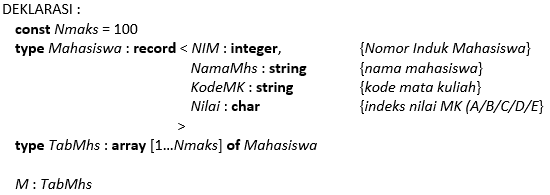 DEKLARASI :
const Nmaks = 100
type Mahasiswa : record < NIM : integer, {Nomor Induk Mahasiswa}
NamaMhs : string {nama mahasiswa}
KodeMK : string {kode mata kuliah}
Nilai : char {indeks nilai MK (A/B/C/D/E}
>
type TabMhs : array [1...Nmaks] of Mahasiswa
M : TabMhs